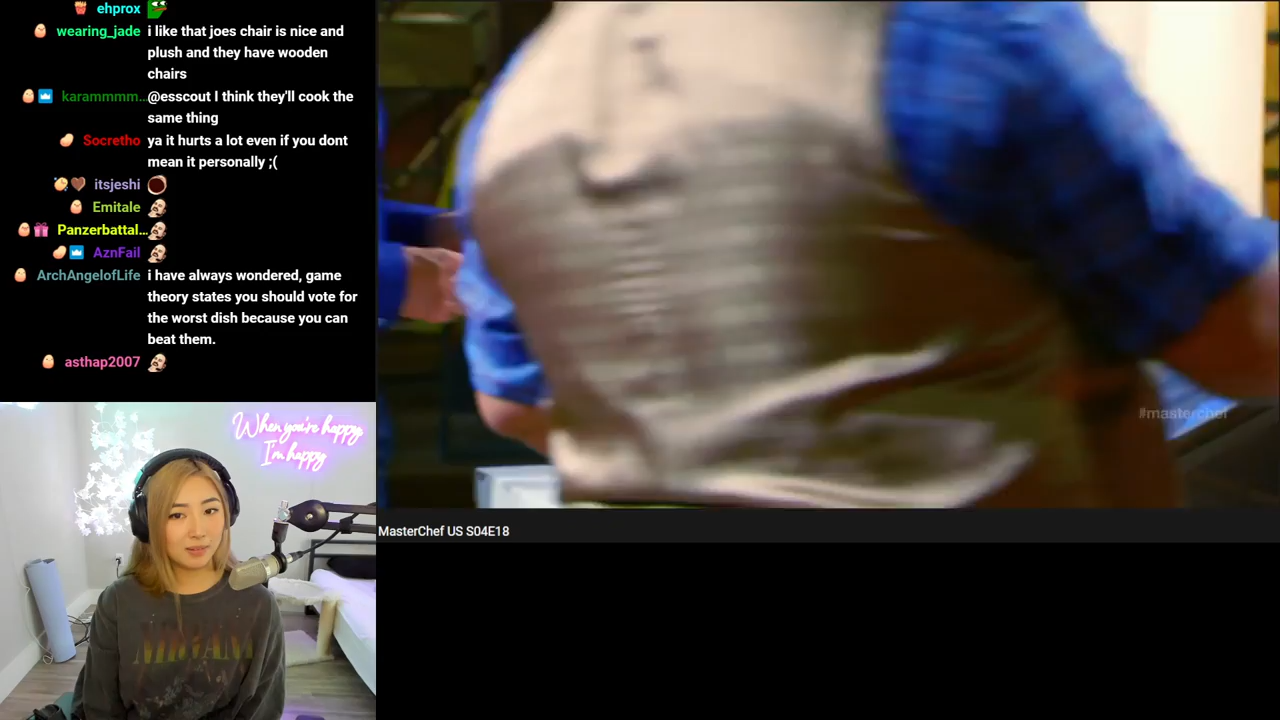 ehprox
wearing_jade i like that joes chair is nice and
plush and they have wooden
chairs
karammmm… @esscout I think they'll cook the
same thing
Socretho ya it hurts a lot even if you dont
mean it personally ;(
itsjeshi
Emitale
Panzerbattal…
AznFail
ArchAngelofLife i have always wondered, game
theory states you should vote for
the worst dish because you can
beat them.
asthap2007
When you're happy
I'm happy
NIRVANA
#masterchef
MasterChef US S04E18